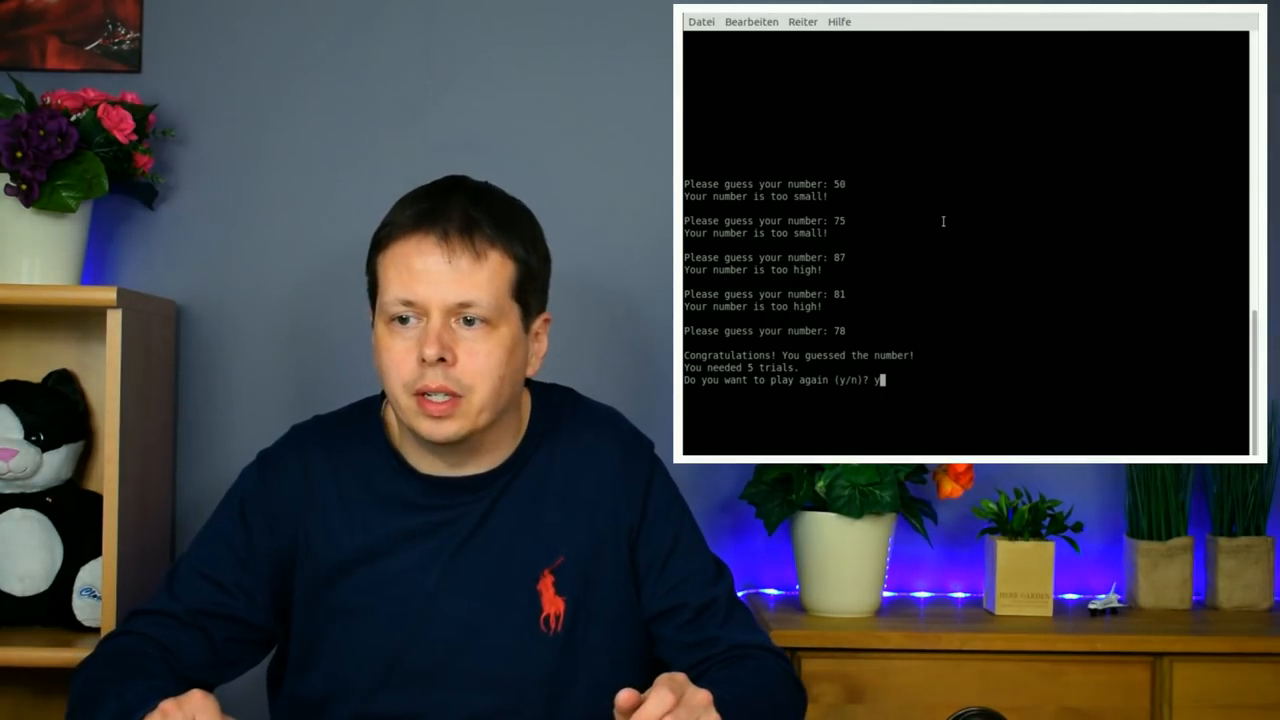 Datei Bearbeiten Reiter Hilfe
Please guess your number: 50
Your number is too small!
Please guess your number: 75
Your number is too small!
Please guess your number: 87
Your number is too high!
Please guess your number: 81
Your number is too high!
Please guess your number: 78
Congratulations! You guessed the number!
You needed 5 trials.
Do you want to play again (y/n)? y
HERB GARDEN